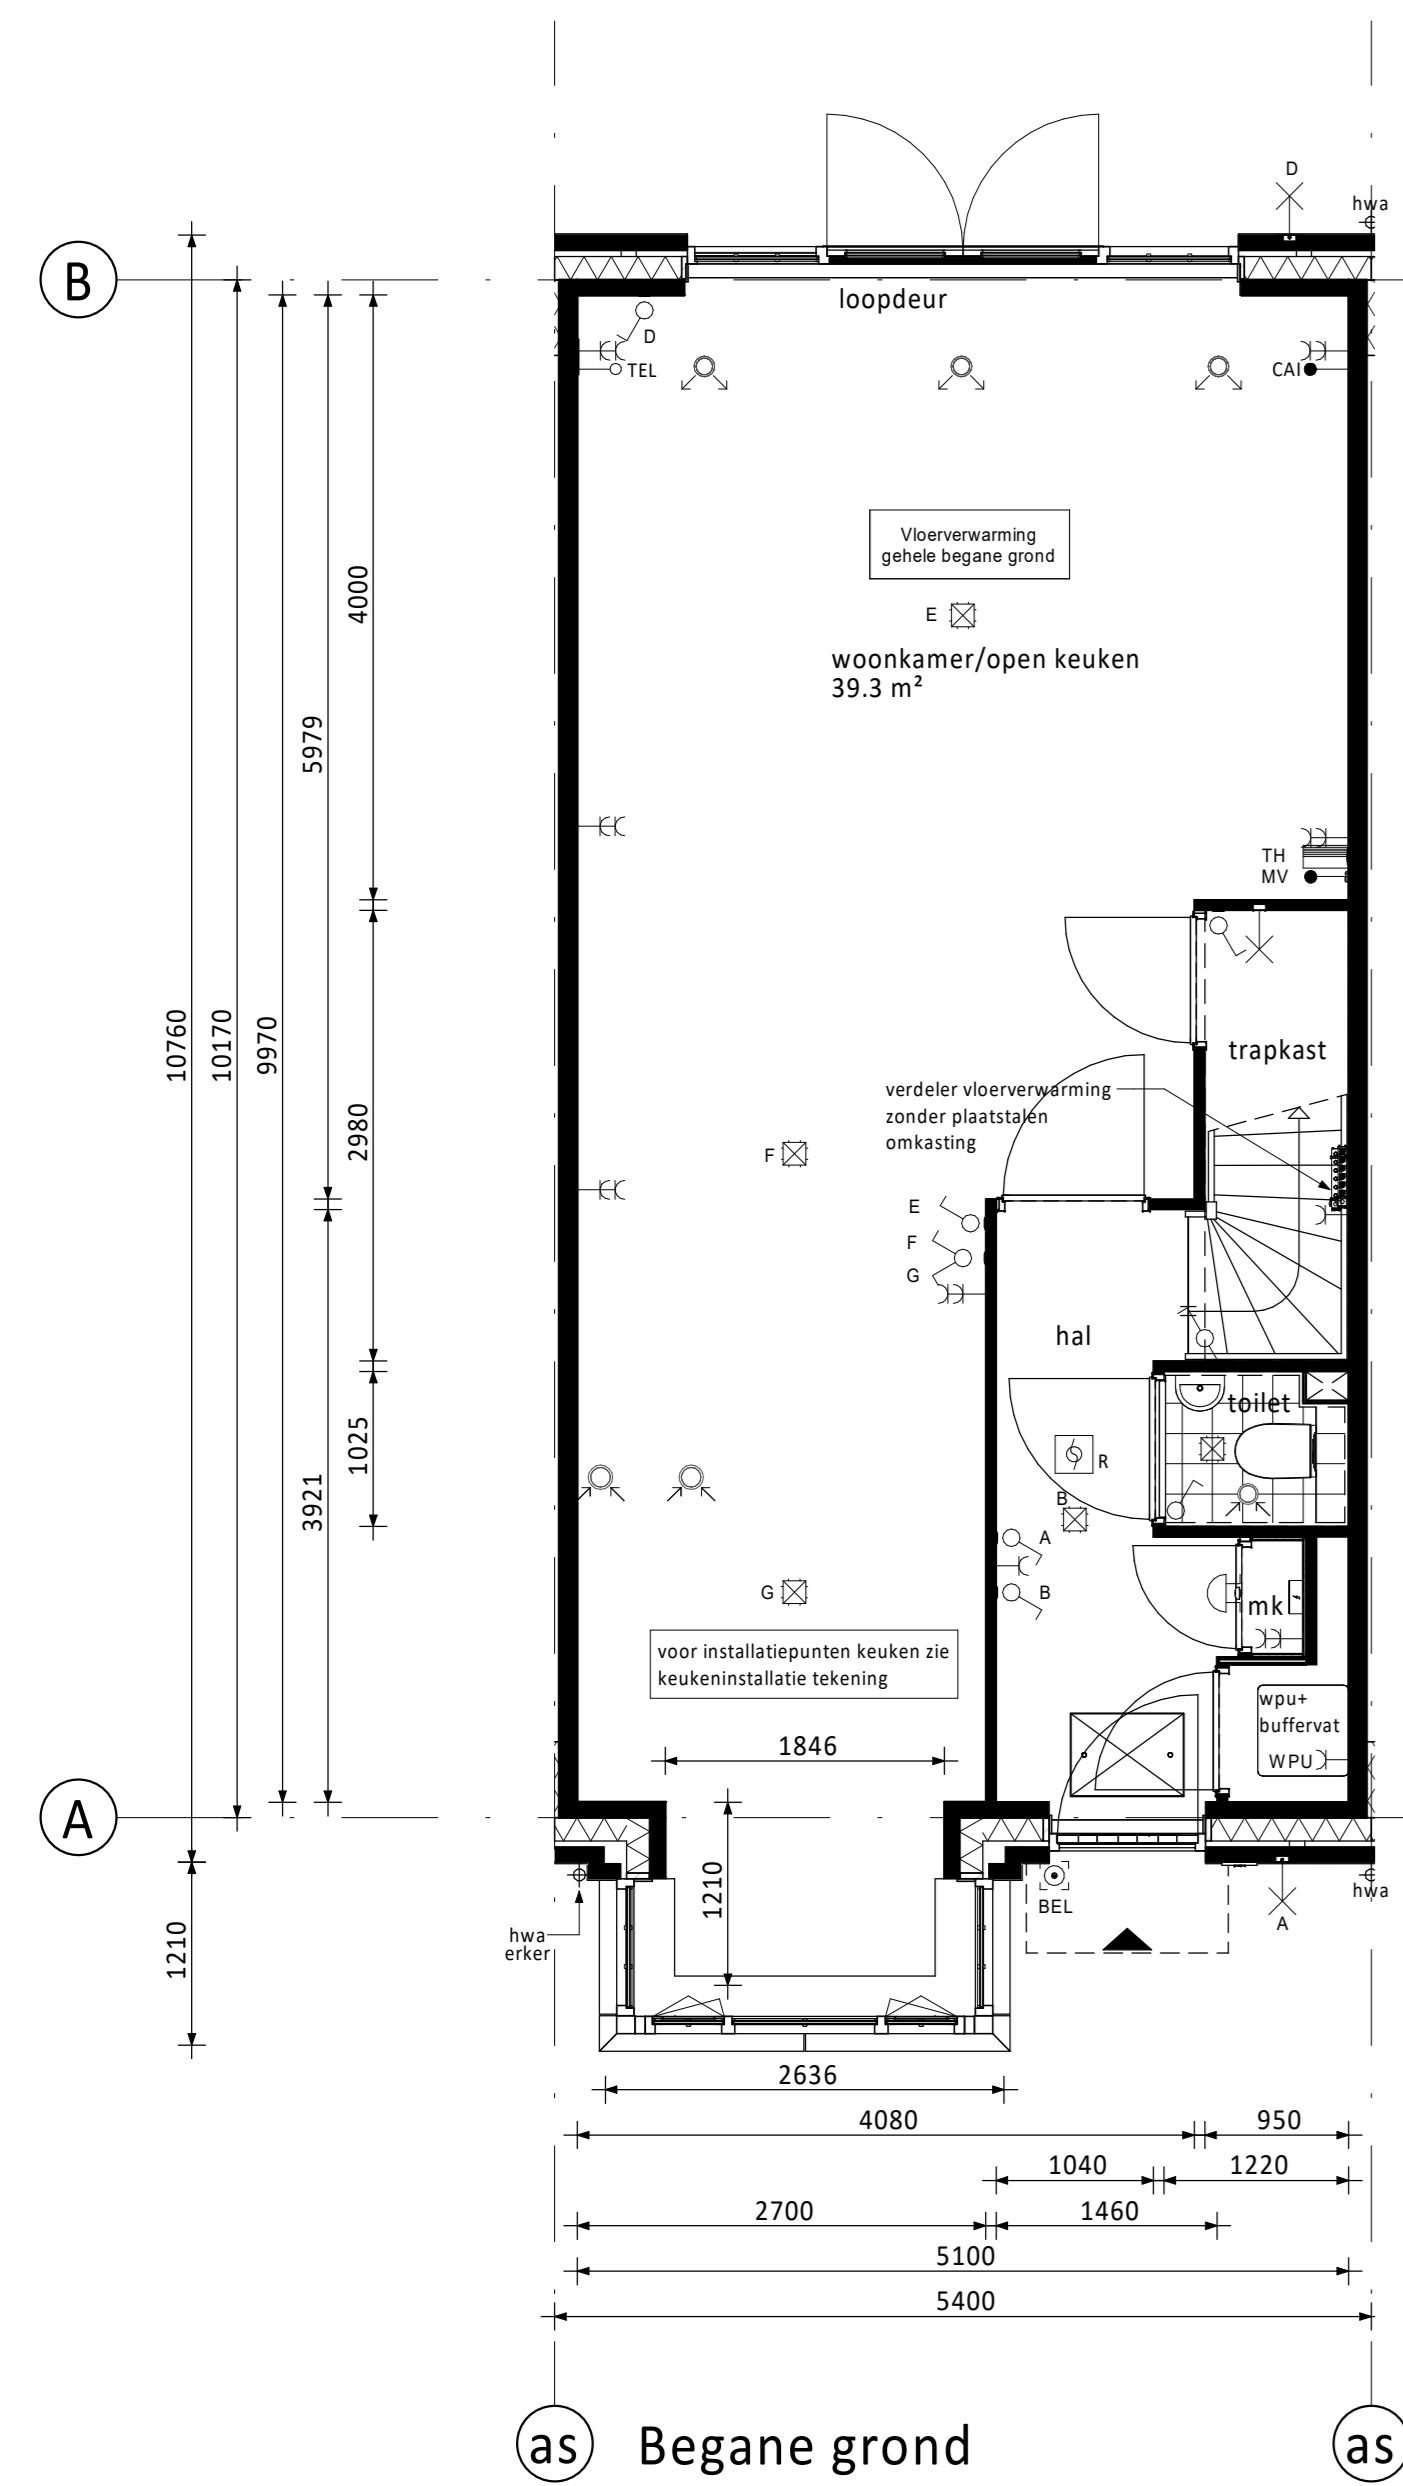 D
hwa
B
loopdeur
D
TEL
CAI
Vloerverwarming
gehele begane grond
4000
E
woonkamer/open keuken
39.3 m²
5979
TH
MV
10760
10170
9970
trapkast
2980
verdeler vloerverwarming
zonder plaatstalen
omkasting
F
E
F
G
hal
toilet
1025
R
3921
B
A
B
G
mk
voor installatiepunten keuken zie
keukeninstallatie tekening
wpu+
buffervat
WPU
1846
A
1210
BEL
hwa
A
hwa
erker
1210
2636
4080
950
1040
1220
2700
1460
5100
5400
as
Begane grond
as